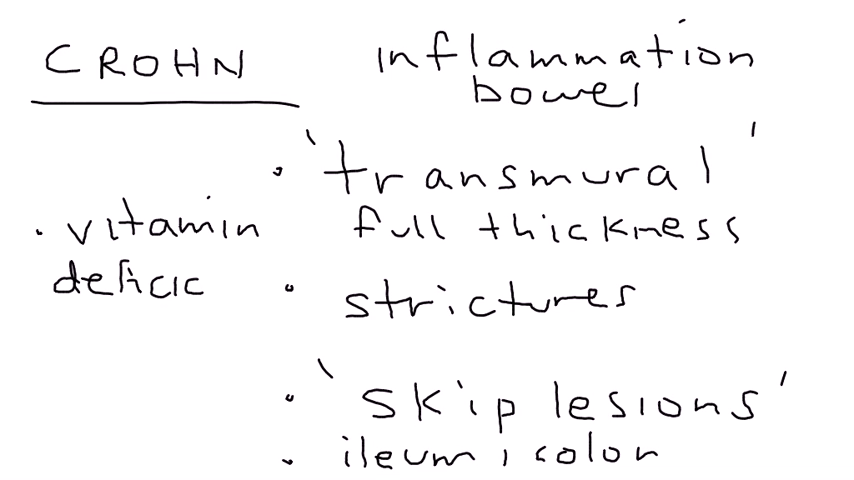 CROHN
inflammation
bowel
• 'transmural'
full thickness
• vitamin
deficic
• strictures
• 'skip lesions'
• ileum, colon